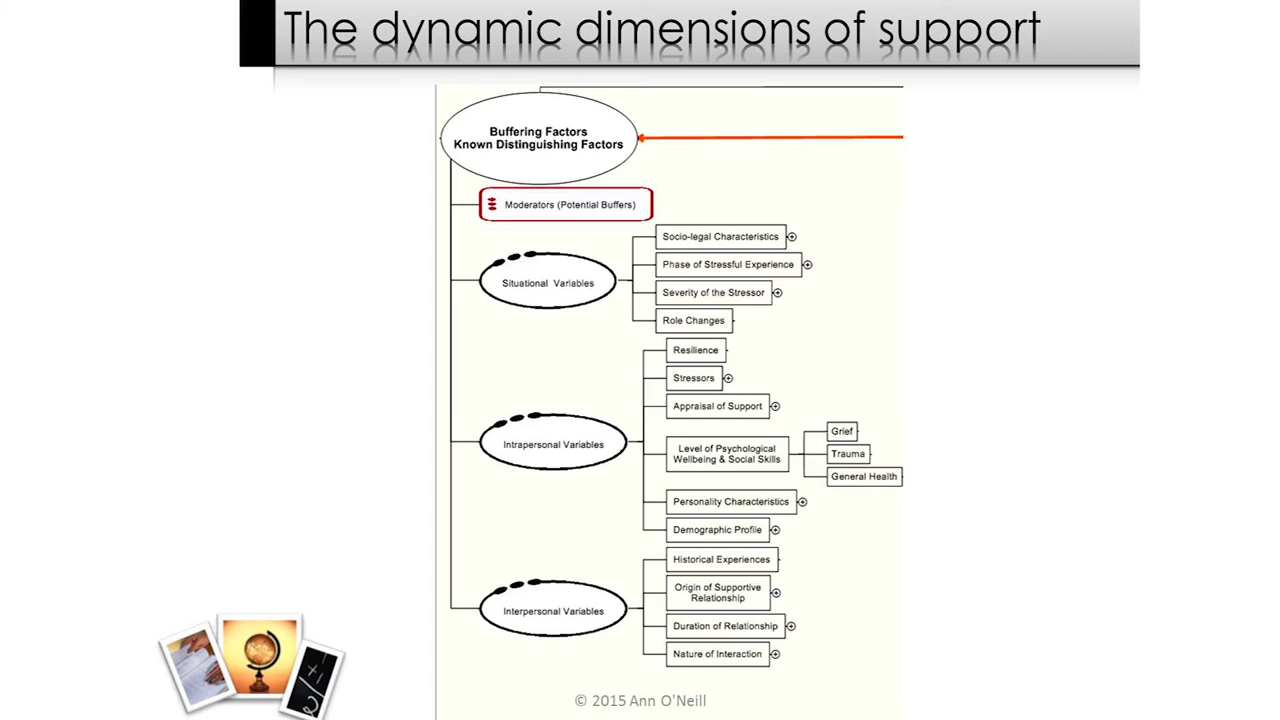 The dynamic dimensions of support
Buffering Factors
Known Distinguishing Factors
Moderators (Potential Buffers)
Situational Variables
Socio-legal Characteristics
Phase of Stressful Experience
Severity of the Stressor
Role Changes
Intrapersonal Variables
Resilience
Stressors
Appraisal of Support
Level of Psychological
Wellbeing & Social Skills
Grief
Trauma
General Health
Personality Characteristics
Demographic Profile
Interpersonal Variables
Historical Experiences
Origin of Supportive
Relationship
Duration of Relationship
Nature of Interaction
© 2015 Ann O'Neill